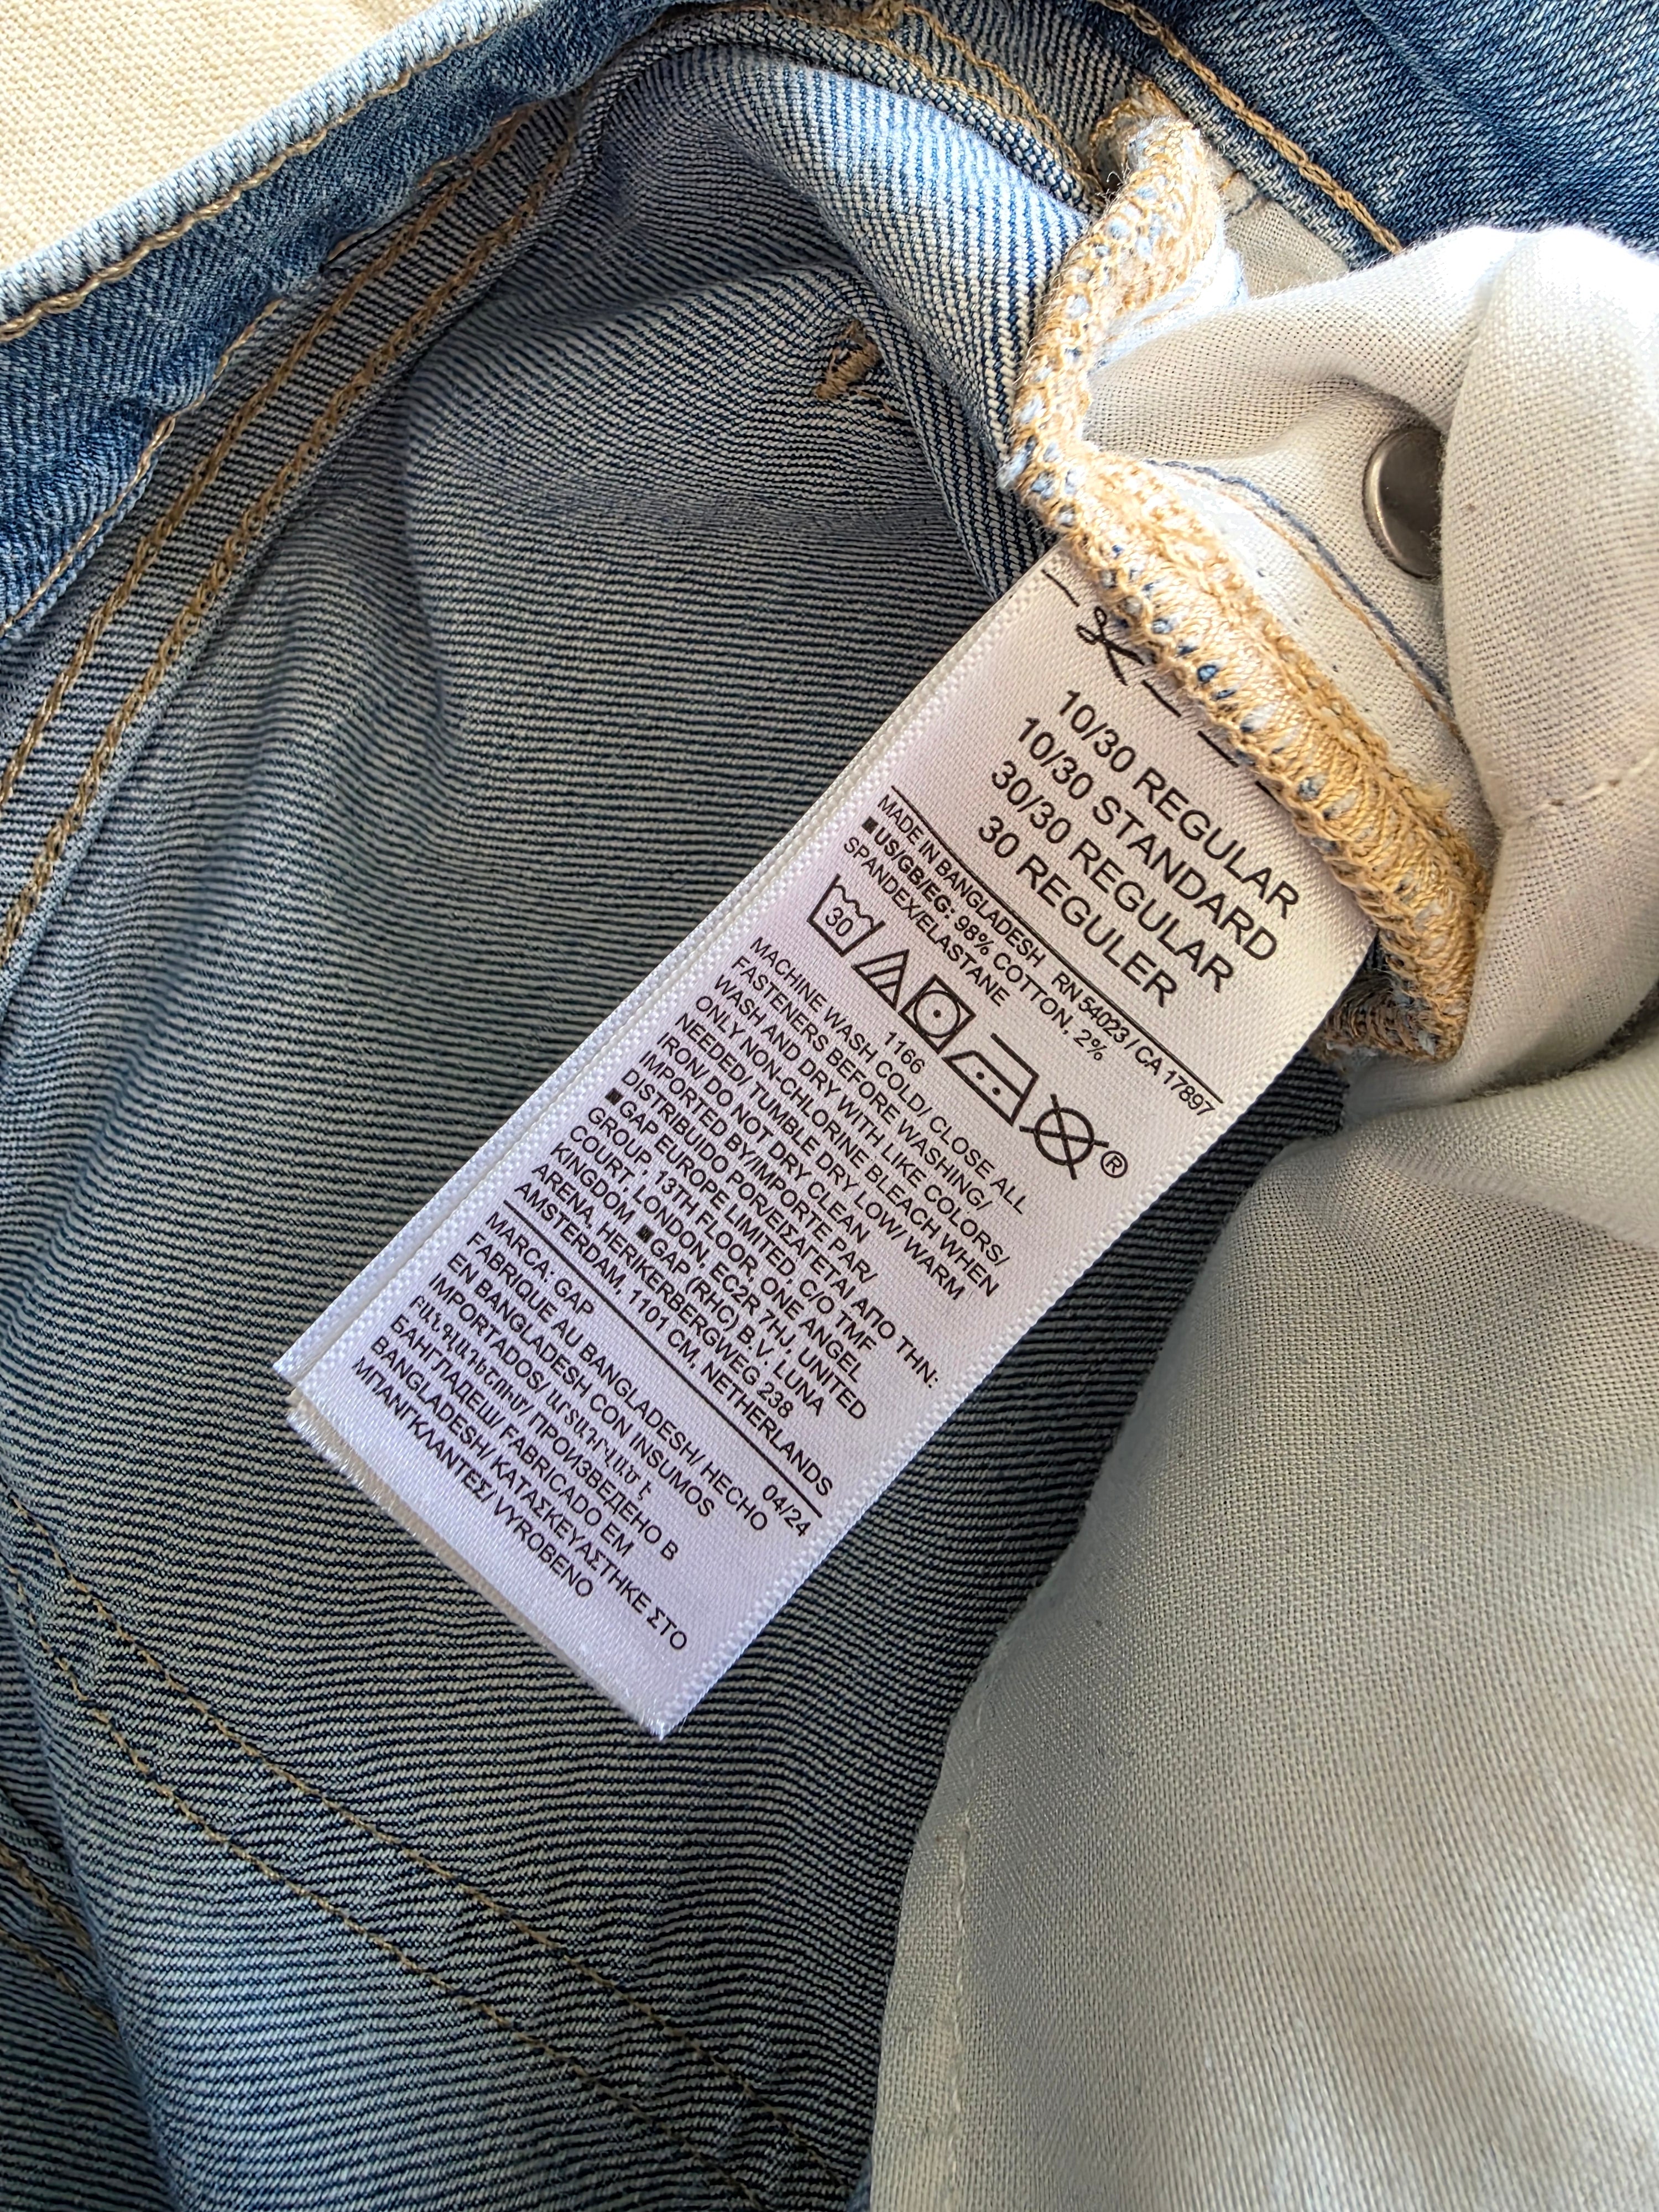 10/30 REGULAR
10/30 STANDARD
30/30 REGULAR
30 REGULER
MADE IN BANGLADESH RN 54023 / CA 17897
■US/GB/EG: 98% COTTON, 2%
SPANDEX/ELASTANE
30
®
1166
MACHINE WASH COLD/ CLOSE ALL
FASTENERS BEFORE WASHING/
WASH AND DRY WITH LIKE COLORS/
ONLY NON-CHLORINE BLEACH WHEN
NEEDED/ TUMBLE DRY LOW/ WARM
IRON/ DO NOT DRY CLEAN
IMPORTED BY/IMPORTE PAR/
DISTRIBUIDO POR/ΕΙΣΑΓΕΤΑΙ ΑΠΟ ΤΗΝ:
■GAP EUROPE LIMITED, C/O TMF
GROUP, 13TH FLOOR, ONE ANGEL
COURT, LONDON, EC2R 7HJ, UNITED
KINGDOM ■GAP (RHC) B.V. LUNA
ARENA, HERIKERBERGWEG 238
AMSTERDAM, 1101 CM, NETHERLANDS
MARCA: GAP 04/24
FABRIQUE AU BANGLADESH/ HECHO
EN BANGLADESH CON INSUMOS
IMPORTADOS/ ԱՐՏԱԴՐՎԱԾ Է
ԲԱՆԳԼԱԴԵՇՈՒՄ/ ПРОИЗВЕДЕНО В
БАНГЛАДЕШ/ FABRICADO EM
BANGLADESH/ ΚΑΤΑΣΚΕΥΑΣΤΗΚΕ ΣΤΟ
ΜΠΑΝΓΚΛΑΝΤΕΣ/ VYROBENO